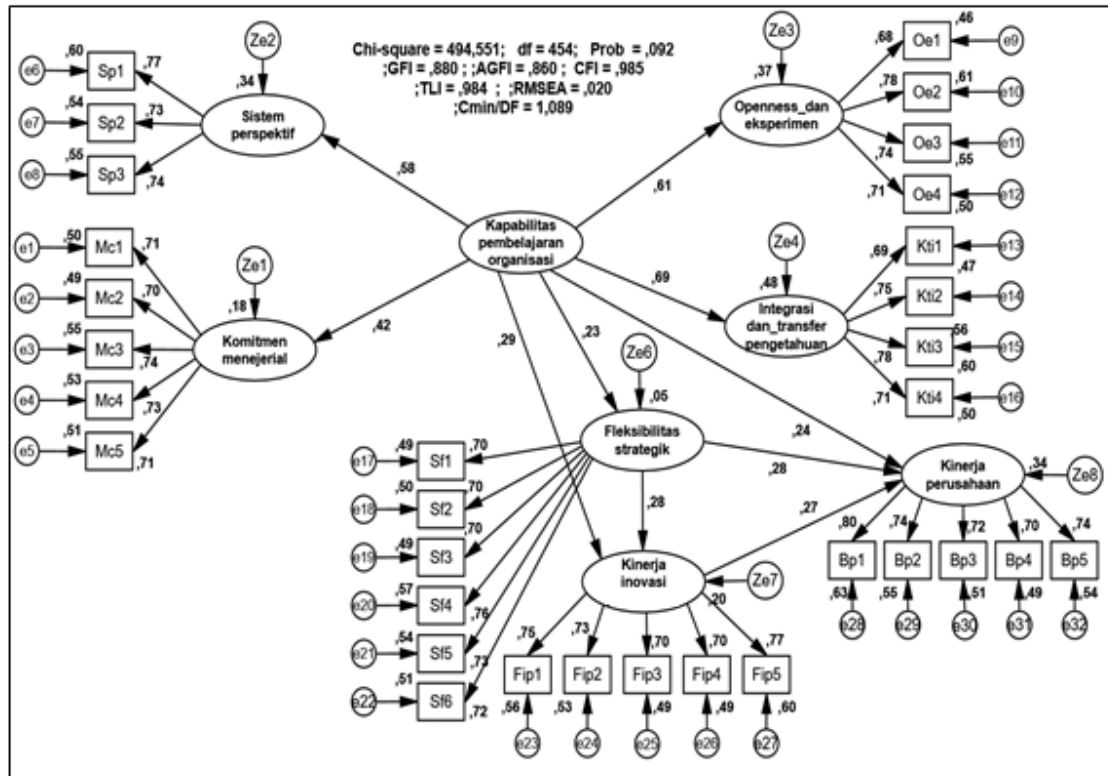 Chi-square = 494,551; df = 454; Prob = ,092
;GFI = ,880 ; ;AGFI = ,860 ; CFI = ,985
;TLI = ,984 ; ;RMSEA = ,020
;Cmin/DF = 1,089
Ze2
,34
Sistem
perspektif
,60
e6
Sp1
,77
,54
e7
Sp2
,73
,55
e8
Sp3
,74
,58
Ze3
,37
Openness_dan
eksperimen
,68
Oe1
,46
e9
,78
Oe2
,61
e10
,74
Oe3
,55
e11
,71
Oe4
,50
e12
,61
Kapabilitas
pembelajaran
organisasi
Ze1
,18
Komitmen
menejerial
,50
e1
Mc1
,71
,49
e2
Mc2
,70
,55
e3
Mc3
,74
,53
e4
Mc4
,73
,51
e5
Mc5
,71
,42
Ze4
,48
Integrasi
dan_transfer
pengetahuan
,69
Kti1
,47
e13
,75
Kti2
e14
,56
,78
Kti3
,60
e15
,71
Kti4
,50
e16
,69
,29
,23
,24
Ze6
,05
Fleksibilitas
strategik
,49
e17
Sf1
,70
,50
e18
Sf2
,70
,49
e19
Sf3
,70
,57
e20
Sf4
,76
,54
e21
Sf5
,73
,51
e22
Sf6
,72
,28
,28
,27
Kinerja
perusahaan
,34
Ze8
,80
,74
,72
,70
,74
Bp1
Bp2
Bp3
Bp4
Bp5
,63
,55
,51
,49
,54
e28
e29
e30
e31
e32
Kinerja
inovasi
Ze7
,20
,75
,73
,70
,70
,77
Fip1
Fip2
Fip3
Fip4
Fip5
,56
,53
,49
,49
,60
e23
e24
e25
e26
e27